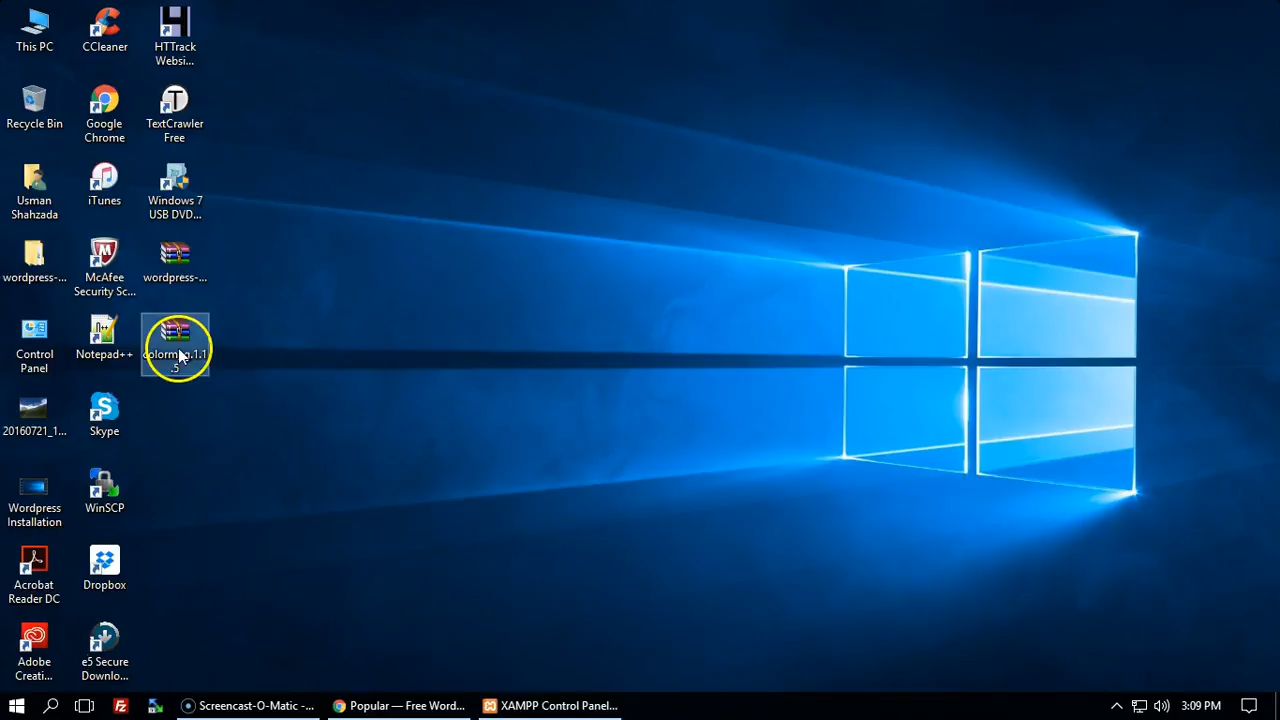 This PC
CCleaner
HTTrack
Websi...
Recycle Bin
Google
Chrome
TextCrawler
Free
Usman
Shahzada
iTunes
Windows 7
USB DVD...
wordpress-...
McAfee
Security Sc...
wordpress-...
Control
Panel
Notepad++
colormag.1.1
.5
20160721_1...
Skype
Wordpress
Installation
WinSCP
Acrobat
Reader DC
Dropbox
Adobe
Creati...
e5 Secure
Downlo...
Screencast-O-Matic -...
Popular — Free Word...
XAMPP Control Panel...
3:09 PM